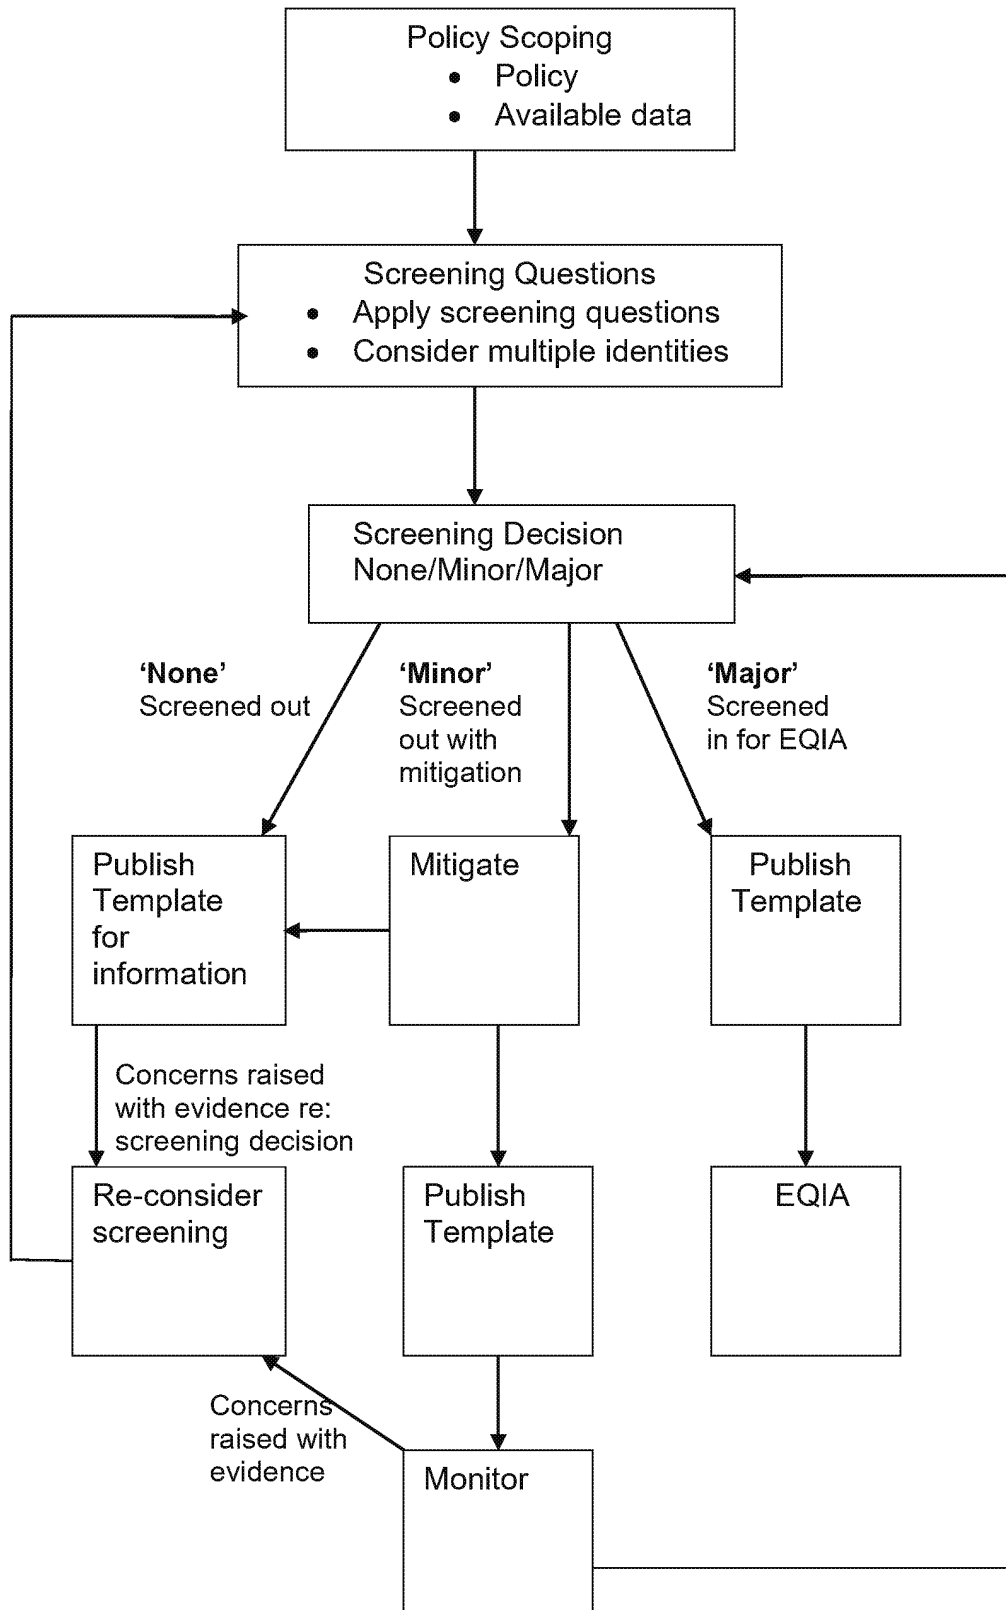 Policy Scoping
• Policy
• Available data
Screening Questions
• Apply screening questions
• Consider multiple identities
Screening Decision
None/Minor/Major
‘None’
Screened out
‘Minor’
Screened
out with
mitigation
‘Major’
Screened
in for EQIA
Publish
Template
for
information
Mitigate
Publish
Template
Concerns raised
with evidence re:
screening decision
Re-consider
screening
Publish
Template
EQIA
Concerns
raised with
evidence
Monitor